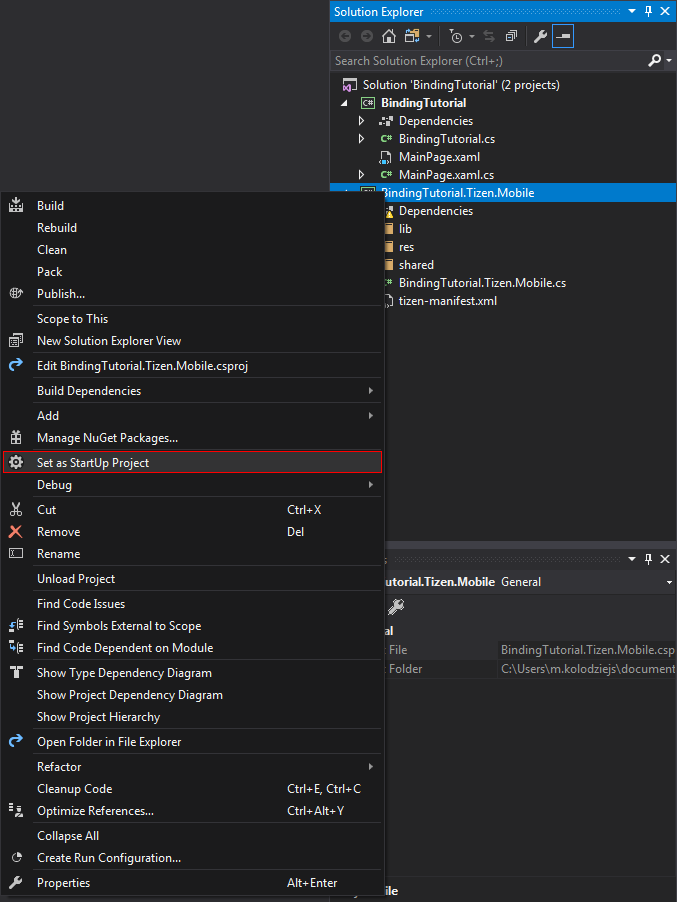 Solution Explorer
Search Solution Explorer (Ctrl+;)
Solution 'BindingTutorial' (2 projects)
C# BindingTutorial
Dependencies
C# BindingTutorial.cs
MainPage.xaml
C# MainPage.xaml.cs
BindingTutorial.Tizen.Mobile
Dependencies
lib
res
shared
BindingTutorial.Tizen.Mobile.cs
tizen-manifest.xml
Build
Rebuild
Clean
Pack
Publish...
Scope to This
New Solution Explorer View
Edit BindingTutorial.Tizen.Mobile.csproj
Build Dependencies
Add
Manage NuGet Packages...
Set as StartUp Project
Debug
Cut Ctrl+X
Remove Del
Rename
Unload Project
Find Code Issues
Find Symbols External to Scope
Find Code Dependent on Module
Show Type Dependency Diagram
Show Project Dependency Diagram
Show Project Hierarchy
Open Folder in File Explorer
Refactor
Cleanup Code Ctrl+E, Ctrl+C
Optimize References... Ctrl+Alt+Y
Collapse All
Create Run Configuration...
Properties Alt+Enter
utorial.Tizen.Mobile General
al
File BindingTutorial.Tizen.Mobile.csp
Folder C:\Users\m.kolodziejs\document
ile